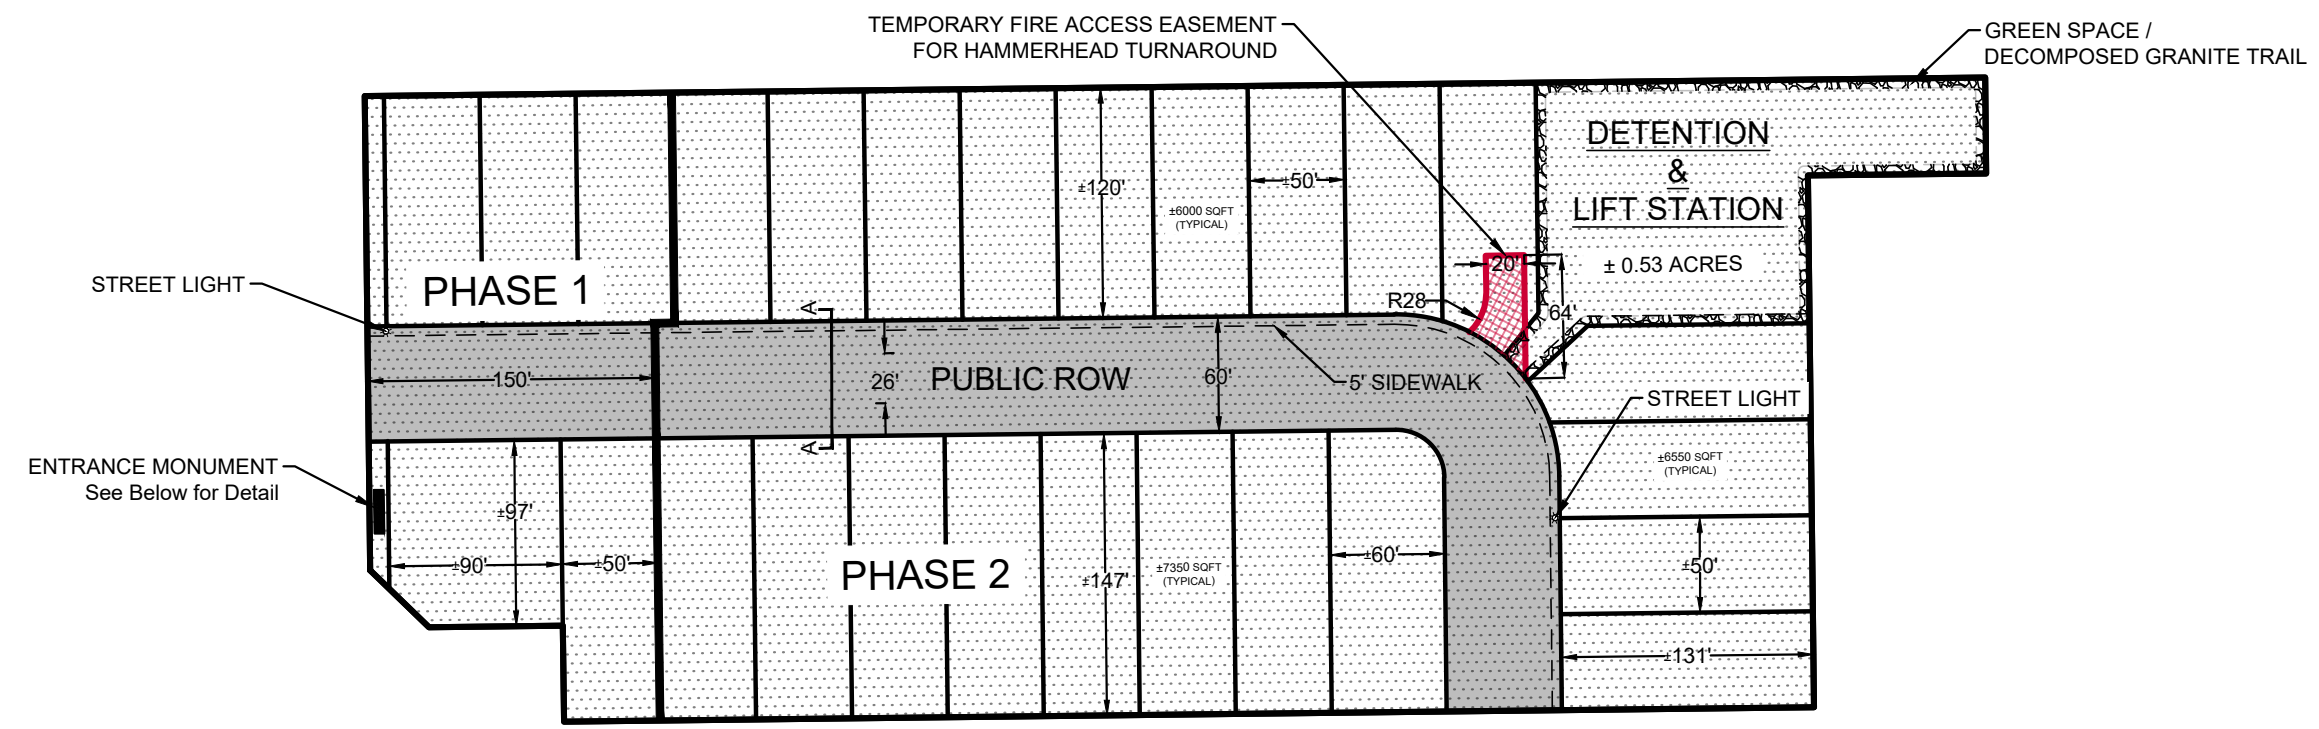 TEMPORARY FIRE ACCESS EASEMENT
FOR HAMMERHEAD TURNAROUND
GREEN SPACE /
DECOMPOSED GRANITE TRAIL
DETENTION
&
LIFT STATION
± 0.53 ACRES
±120'
±50'
±6000 SQFT
(TYPICAL)
20'
R28
64'
STREET LIGHT
PHASE 1
A
150'
26'
PUBLIC ROW
60'
5' SIDEWALK
STREET LIGHT
A
ENTRANCE MONUMENT
See Below for Detail
±97'
±90'
±50'
PHASE 2
±147'
±7350 SQFT
(TYPICAL)
±60'
±6550 SQFT
(TYPICAL)
±50'
±131'